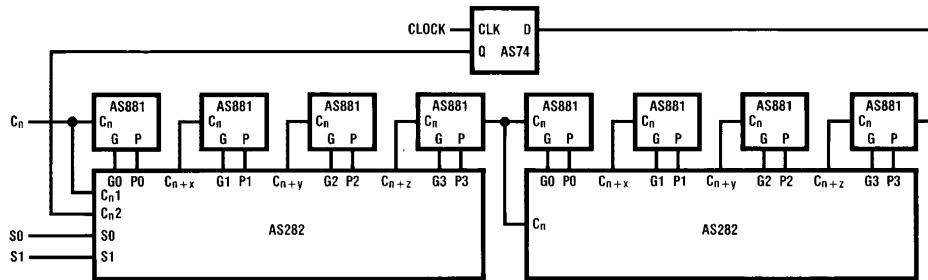 CLOCK CLK D
Q AS74
AS881 AS881 AS881 AS881 AS881 AS881 AS881 AS881
Cn Cn Cn Cn Cn Cn Cn Cn Cn
G P G P G P G P G P G P G P G P
G0 P0 Cn+x G1 P1 Cn+y G2 P2 Cn+z G3 P3 G0 P0 Cn+x G1 P1 Cn+y G2 P2 Cn+z G3 P3
Cn1
Cn2
Cn
S0 S0 AS282 AS282
S1 S1